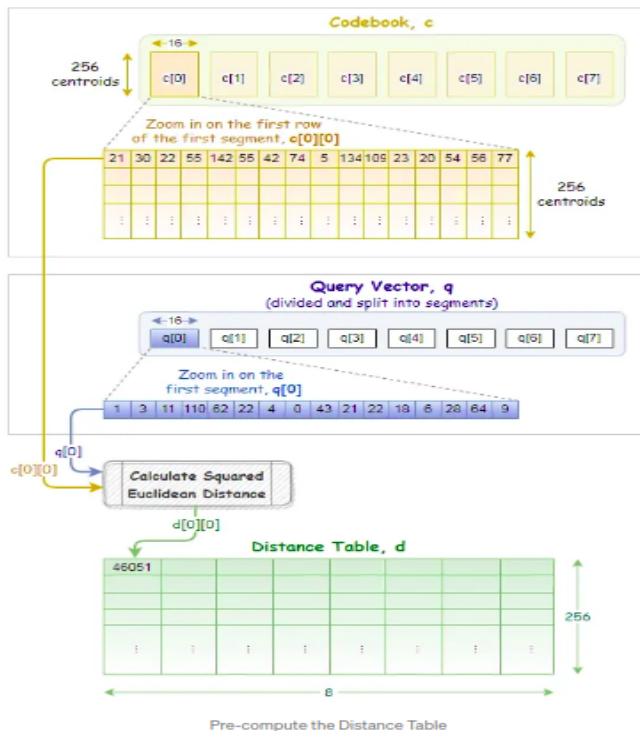 Codebook, c
16
256
centroids
c[0] c[1] c[2] c[3] c[4] c[5] c[6] c[7]
Zoom in on the first row
of the first segment, c[0][0]
21 30 22 55 142 55 42 74 5 134 109 23 20 54 56 77
256
centroids
Query Vector, q
(divided and split into segments)
16
q[0] q[1] q[2] q[3] q[4] q[5] q[6] q[7]
Zoom in on the
first segment, q[0]
1 3 11 110 62 22 4 0 43 21 22 18 6 28 64 9
q[0]
c[0][0]
Calculate Squared
Euclidean Distance
d[0][0]
Distance Table, d
46051
256
8
Pre-compute the Distance Table